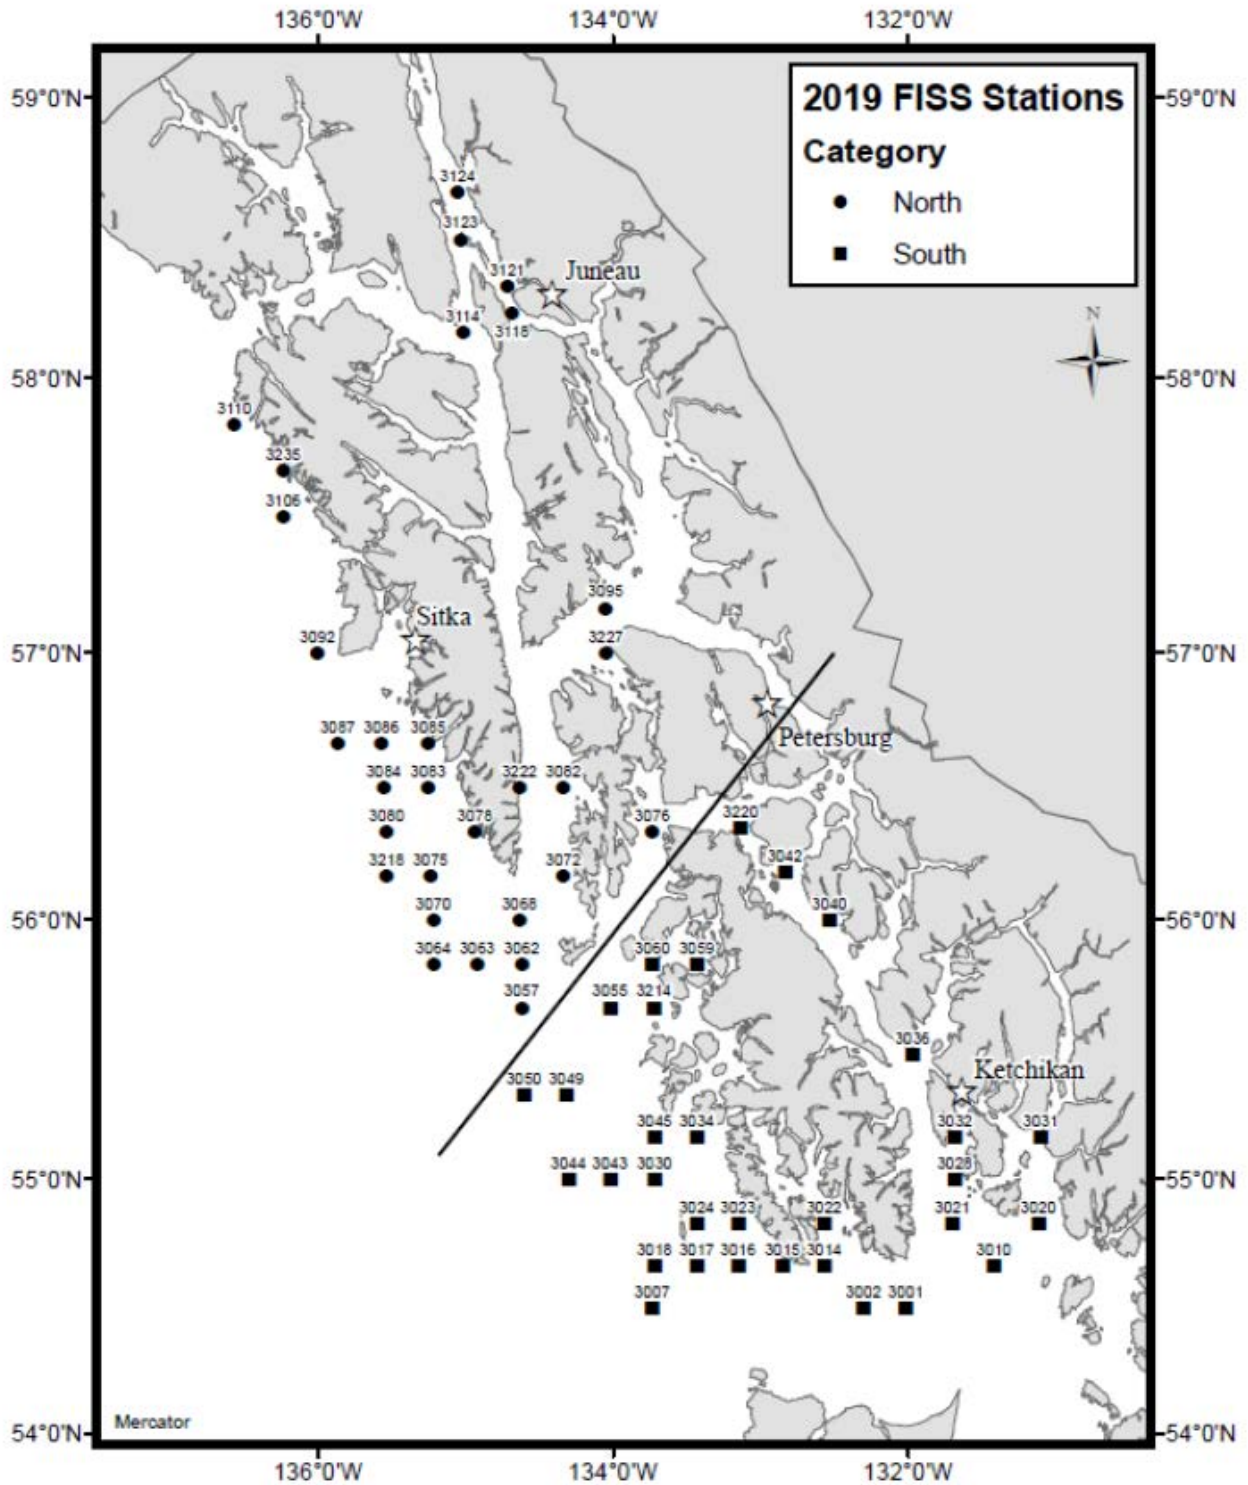 136°0'W 134°0'W 132°0'W
59°0'N 59°0'N
2019 FISS Stations
Category
North
South
3124
3123
3121
Juneau
3114
3118
N
58°0'N 58°0'N
3110
3235
3106
3095
Sitka
3092
3227
57°0'N 57°0'N
3087 3086 3085
Petersburg
3084 3083 3222 3082
3080 3078 3076 3220
3218 3075 3072 3042
3070 3068 3040
56°0'N 56°0'N
3064 3063 3062 3060 3059
3057 3055 3214
3036
Ketchikan
3050 3049
3045 3034 3032 3031
3044 3043 3030 3028
55°0'N 55°0'N
3024 3023 3022 3021 3020
3018 3017 3016 3015 3014 3010
3007 3002 3001
Mercator
54°0'N 54°0'N
136°0'W 134°0'W 132°0'W